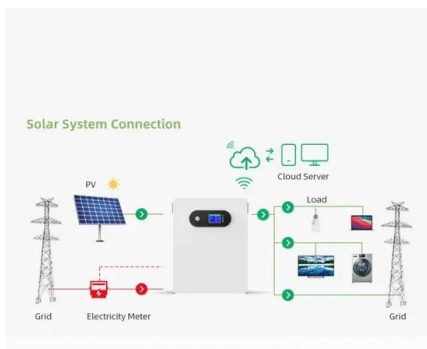 Solar System Connection
PV
Cloud Server
Load
Grid
Electricity Meter
Grid